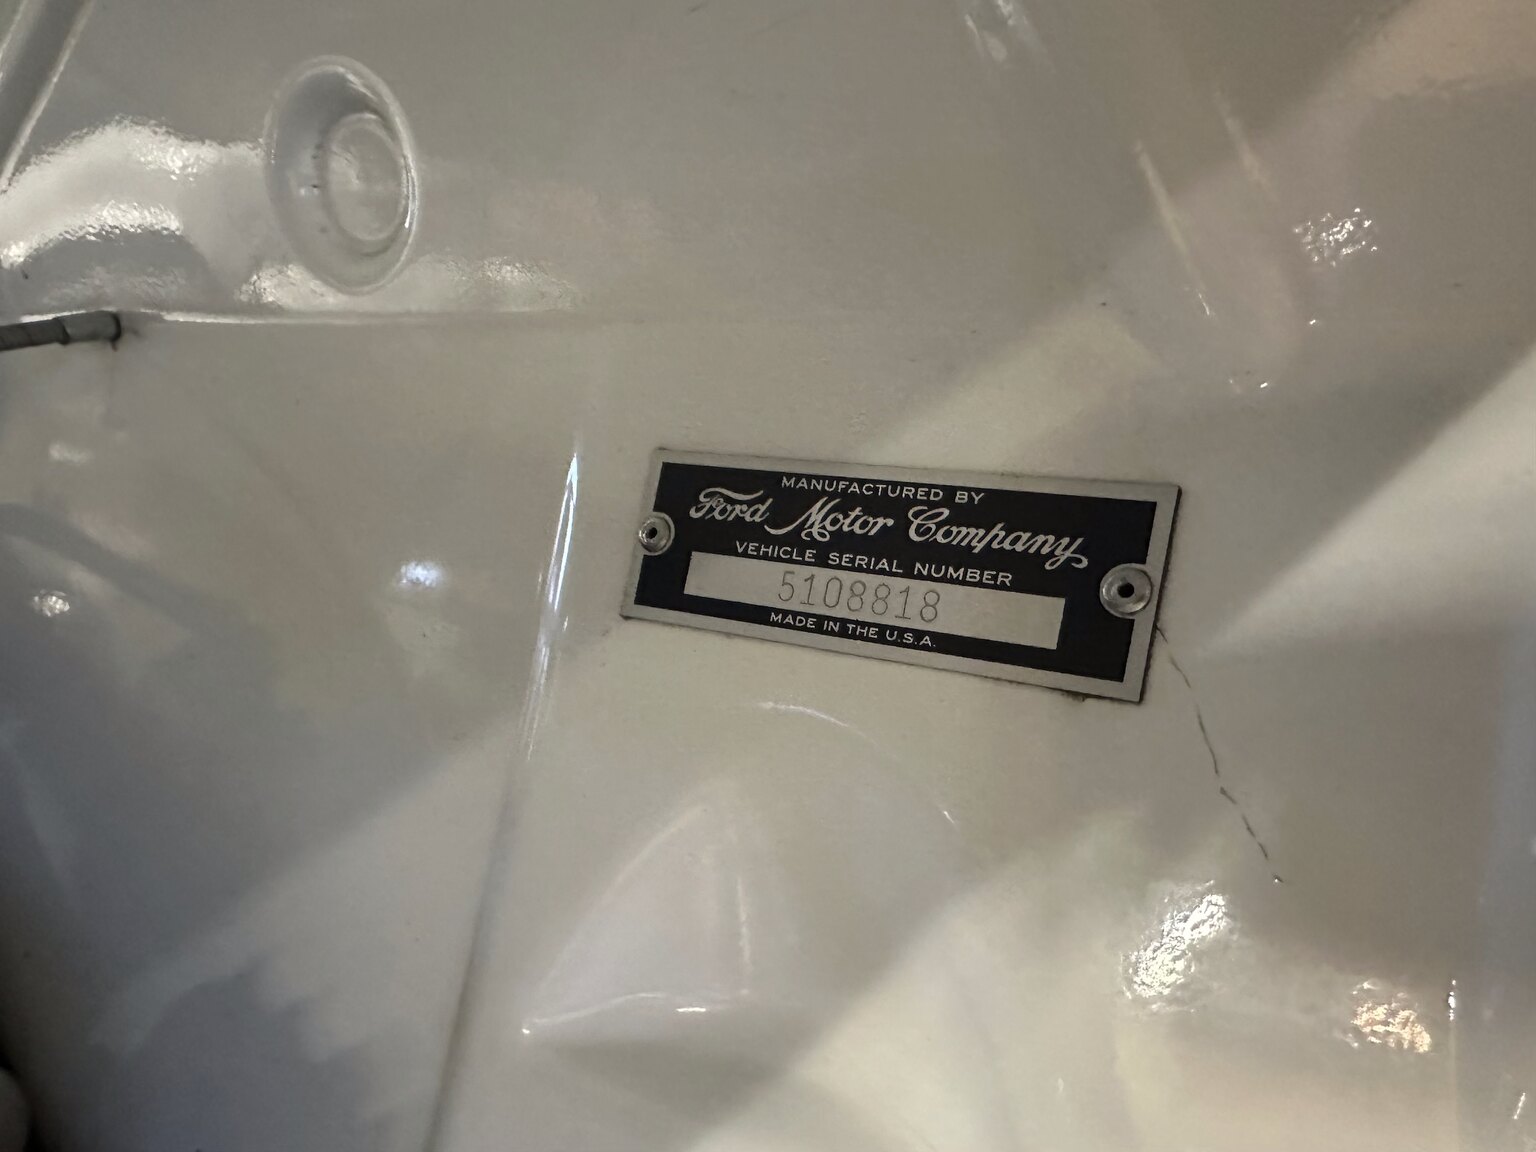 MANUFACTURED BY
Ford Motor Company
VEHICLE SERIAL NUMBER
5108818
MADE IN THE U.S.A.